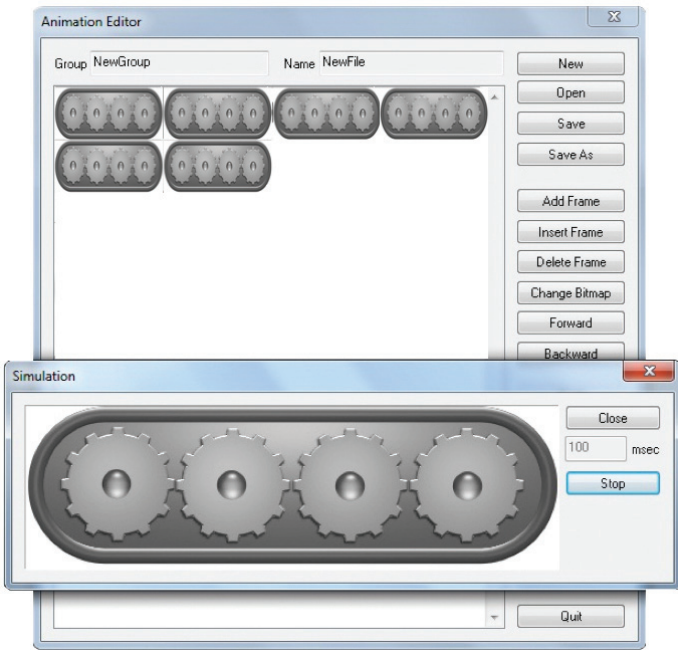 Animation Editor
Group NewGroup Name NewFile
New
Open
Save
Save As
Add Frame
Insert Frame
Delete Frame
Change Bitmap
Forward
Backward
Simulation
Close
100 msec
Stop
Quit